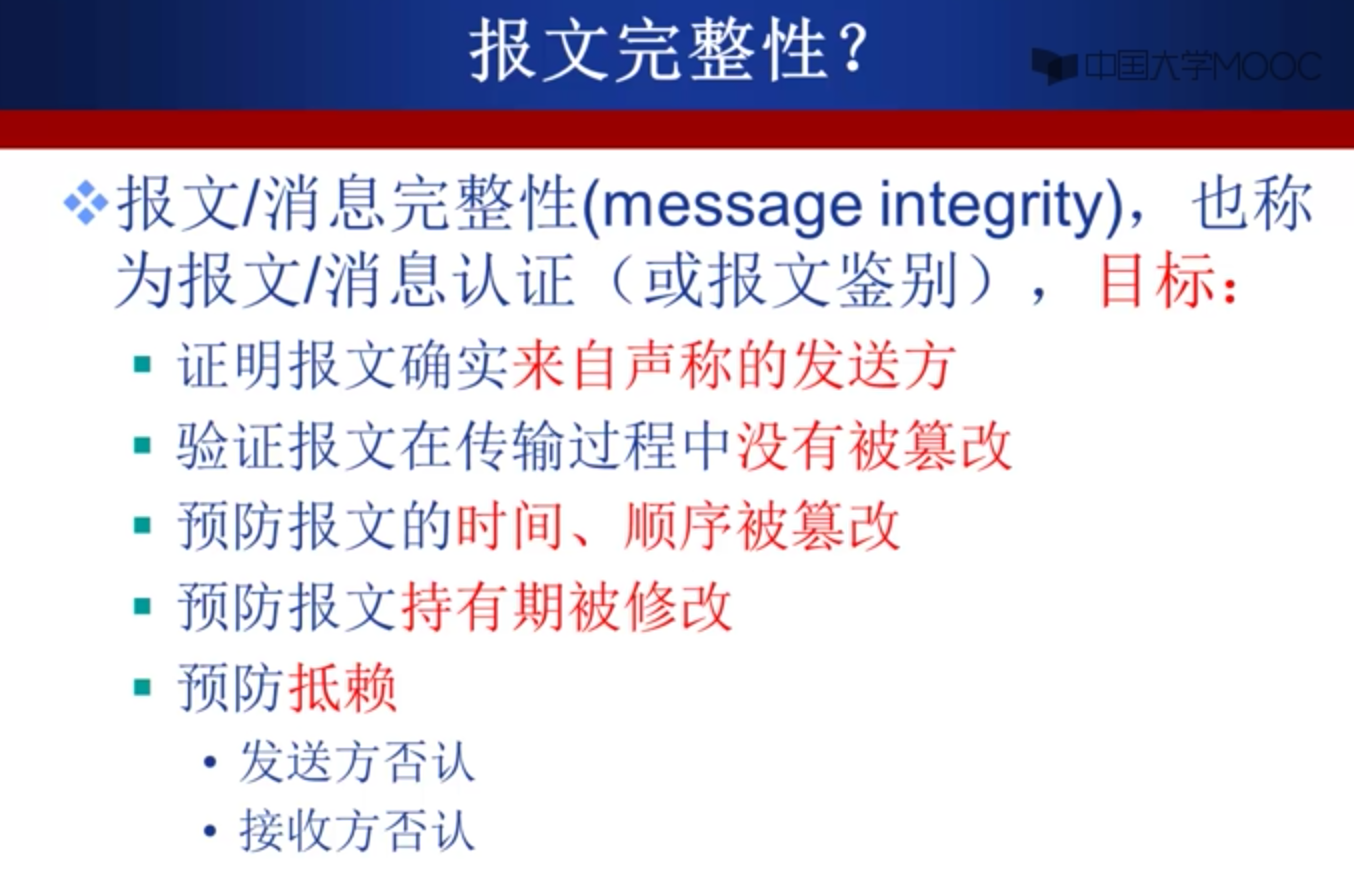 报文完整性？
中国大学MOOC
报文/消息完整性(message integrity)，也称
为报文/消息认证（或报文鉴别），目标：
证明报文确实来自声称的发送方
验证报文在传输过程中没有被篡改
预防报文的时间、顺序被篡改
预防报文持有期被修改
预防抵赖
• 发送方否认
• 接收方否认